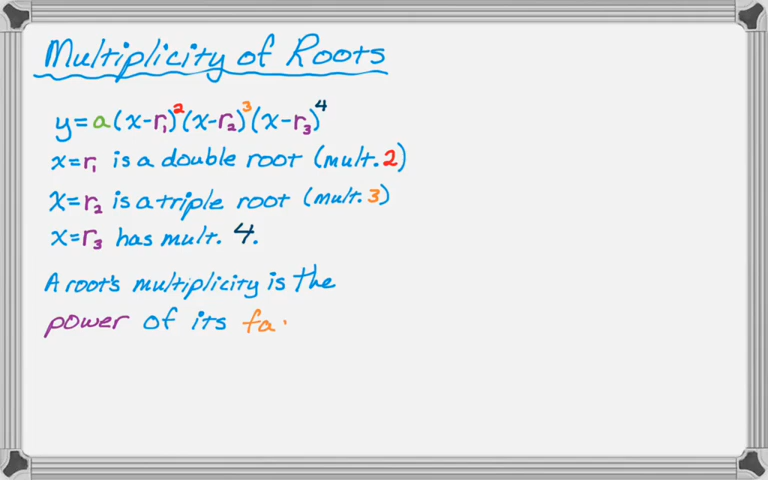 Multiplicity of Roots
y = a(x-r₁)²(x-r₂)³(x-r₃)⁴
x=r₁ is a double root (mult. 2)
x=r₂ is a triple root (mult. 3)
x=r₃ has mult. 4.
A root's multiplicity is the
power of its fa